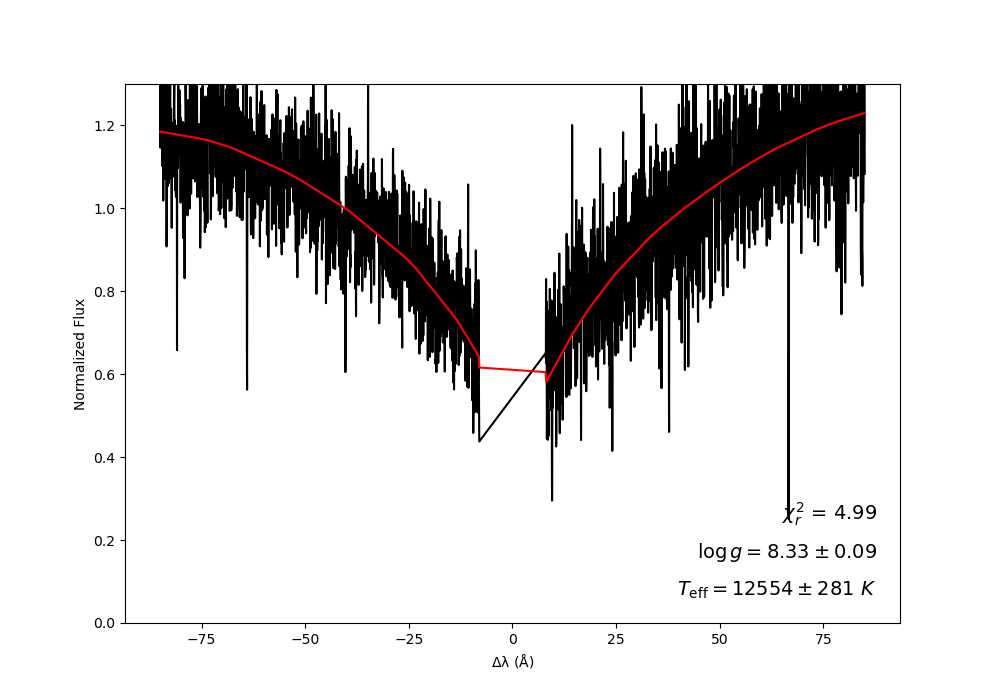 1.2
1.0
0.8
0.6
0.4
0.2
0.0
Normalized Flux
χ²ᵣ = 4.99
log g = 8.33 ± 0.09
T_eff = 12554 ± 281 K
−75 −50 −25 0 25 50 75
Δλ (Å)